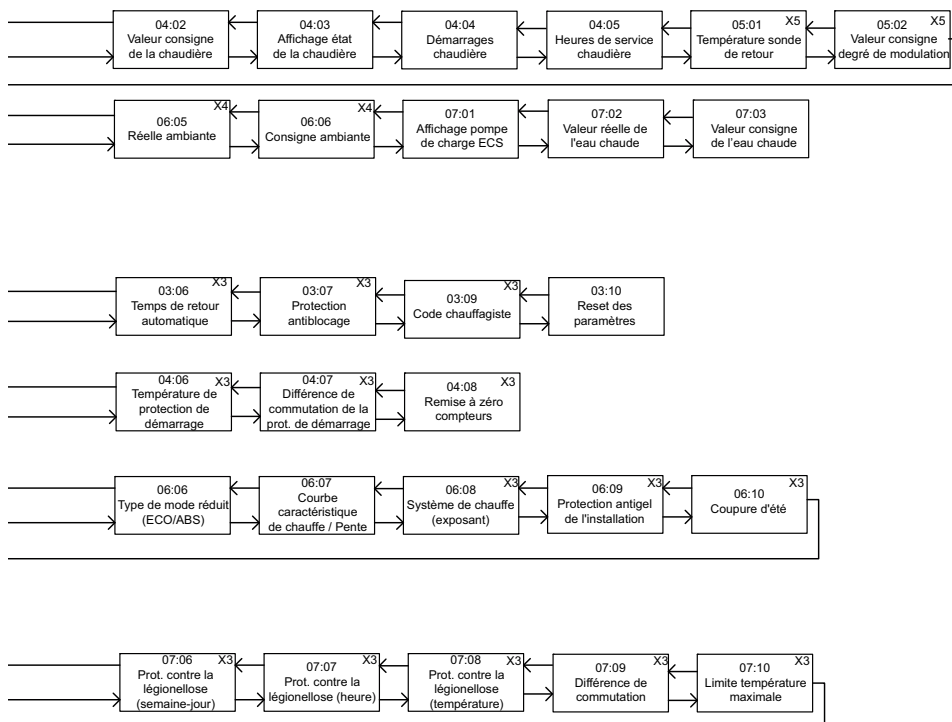 04:02
Valeur consigne
de la chaudière
04:03
Affichage état
de la chaudière
04:04
Démarrages
chaudière
04:05
Heures de service
chaudière
X5
05:01
Température sonde
de retour
X5
05:02
Valeur consigne
degré de modulation
X4
06:05
Réelle ambiante
X4
06:06
Consigne ambiante
07:01
Affichage pompe
de charge ECS
07:02
Valeur réelle de
l'eau chaude
07:03
Valeur consigne
de l'eau chaude
X3
03:06
Temps de retour
automatique
X3
03:07
Protection
antiblocage
X3
03:09
Code chauffagiste
03:10
Reset des
paramètres
04:06 X3
Température de
protection de
démarrage
04:07 X3
Différence de
commutation de la
prot. de démarrage
04:08 X3
Remise à zéro
compteurs
06:06
Type de mode réduit
(ECO/ABS)
06:07
Courbe
caractéristique
de chauffe / Pente
X3
06:08
Système de chauffe
(exposant)
X3
06:09
Protection antigel
de l'installation
X3
06:10
Coupure d'été
07:06 X3
Prot. contre la
légionellose
(semaine-jour)
X3
07:07
Prot. contre la
légionellose (heure)
07:08 X3
Prot. contre la
légionellose
(température)
X3
07:09
Différence de
commutation
X3
07:10
Limite température
maximale